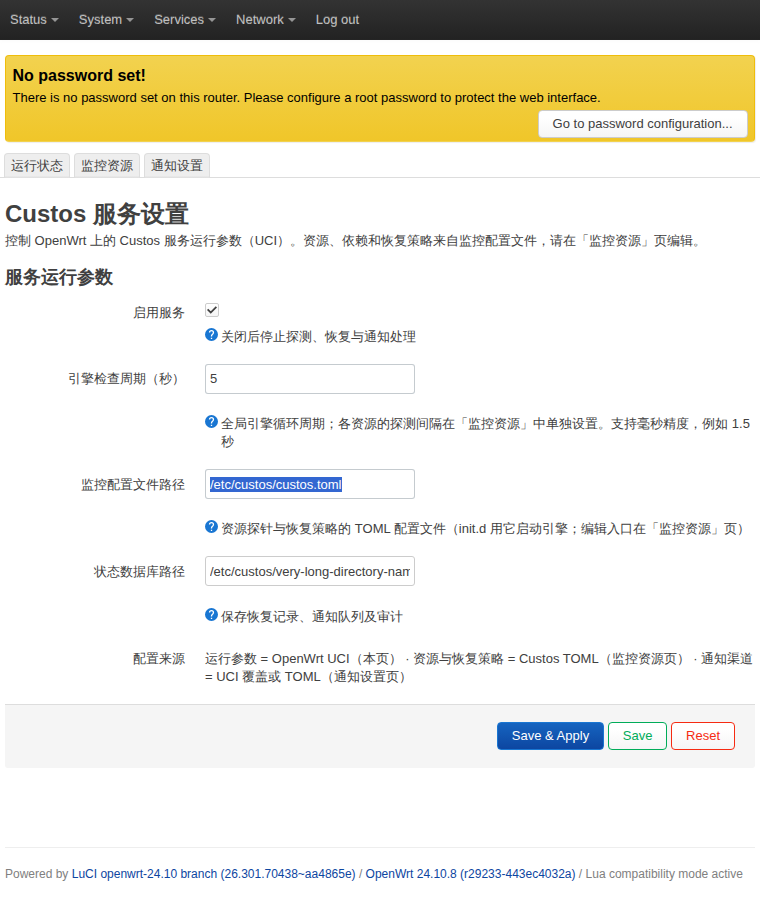 Status System Services Network Log out
No password set!
There is no password set on this router. Please configure a root password to protect the web interface.
Go to password configuration...
运行状态 监控资源 通知设置
Custos 服务设置
控制 OpenWrt 上的 Custos 服务运行参数（UCI）。资源、依赖和恢复策略来自监控配置文件，请在「监控资源」页编辑。
服务运行参数
启用服务
关闭后停止探测、恢复与通知处理
引擎检查周期（秒） 5
全局引擎循环周期；各资源的探测间隔在「监控资源」中单独设置。支持毫秒精度，例如 1.5
秒
监控配置文件路径 /etc/custos/custos.toml
资源探针与恢复策略的 TOML 配置文件（init.d 用它启动引擎；编辑入口在「监控资源」页）
状态数据库路径 /etc/custos/very-long-directory-nam
保存恢复记录、通知队列及审计
配置来源 运行参数 = OpenWrt UCI（本页） · 资源与恢复策略 = Custos TOML（监控资源页） · 通知渠道
= UCI 覆盖或 TOML（通知设置页）
Save & Apply Save Reset
Powered by LuCI openwrt-24.10 branch (26.301.70438~aa4865e) / OpenWrt 24.10.8 (r29233-443ec4032a) / Lua compatibility mode active